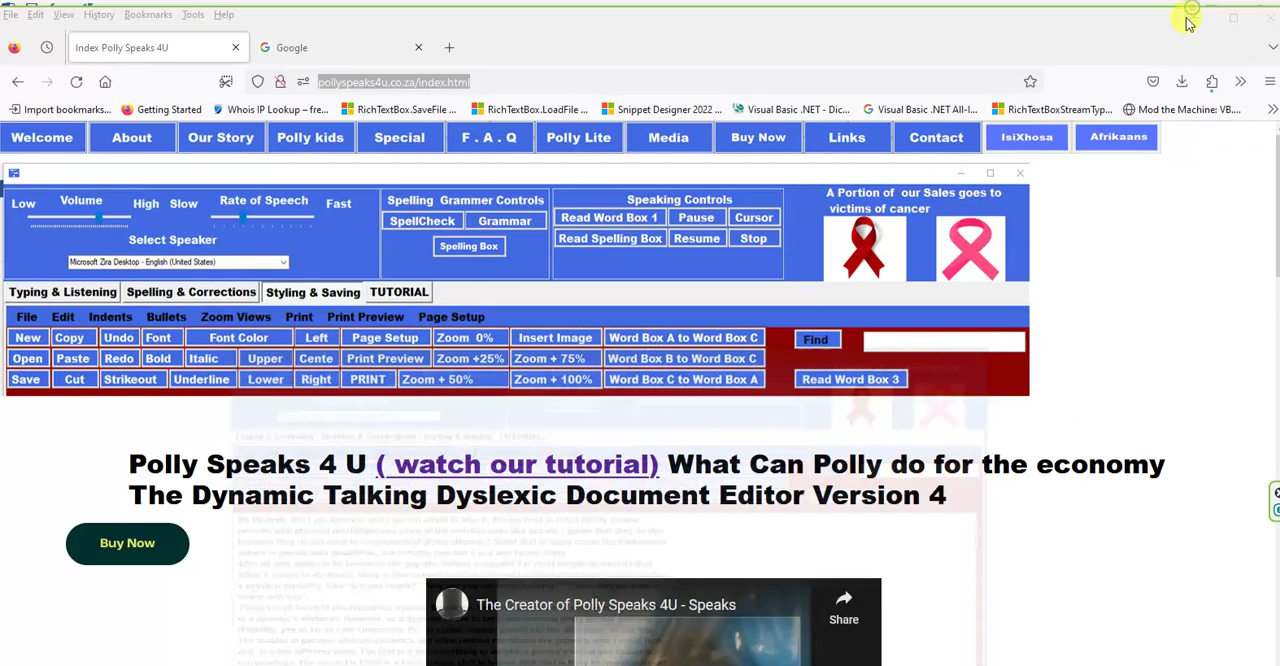 File Edit View History Bookmarks Tools Help
Index Polly Speaks 4U
Google
pollyspeaks4u.co.za/index.html
Import bookmarks... Getting Started Whois IP Lookup – fre... RichTextBox.SaveFile ... RichTextBox.LoadFile ... Snippet Designer 2022 ... Visual Basic .NET - Dic... Visual Basic .NET All-I... RichTextBoxStreamTyp... Mod the Machine: VB....
Welcome About Our Story Polly kids Special F . A . Q Polly Lite Media Buy Now Links Contact IsiXhosa Afrikaans
Low Volume High Slow Rate of Speech Fast
Select Speaker
Microsoft Zira Desktop - English (United States)
Spelling Grammer Controls
SpellCheck Grammar
Spelling Box
Speaking Controls
Read Word Box 1 Pause Cursor
Read Spelling Box Resume Stop
A Portion of our Sales goes to
victims of cancer
Typing & Listening Spelling & Corrections Styling & Saving TUTORIAL
File Edit Indents Bullets Zoom Views Print Print Preview Page Setup
New Copy Undo Font Font Color Left Page Setup Zoom 0% Insert Image Word Box A to Word Box C Find
Open Paste Redo Bold Italic Upper Cente Print Preview Zoom +25% Zoom + 75% Word Box B to Word Box C
Save Cut Strikeout Underline Lower Right PRINT Zoom + 50% Zoom + 100% Word Box C to Word Box A Read Word Box 3
Polly Speaks 4 U ( watch our tutorial) What Can Polly do for the economy
The Dynamic Talking Dyslexic Document Editor Version 4
Buy Now
The Creator of Polly Speaks 4U - Speaks
Share